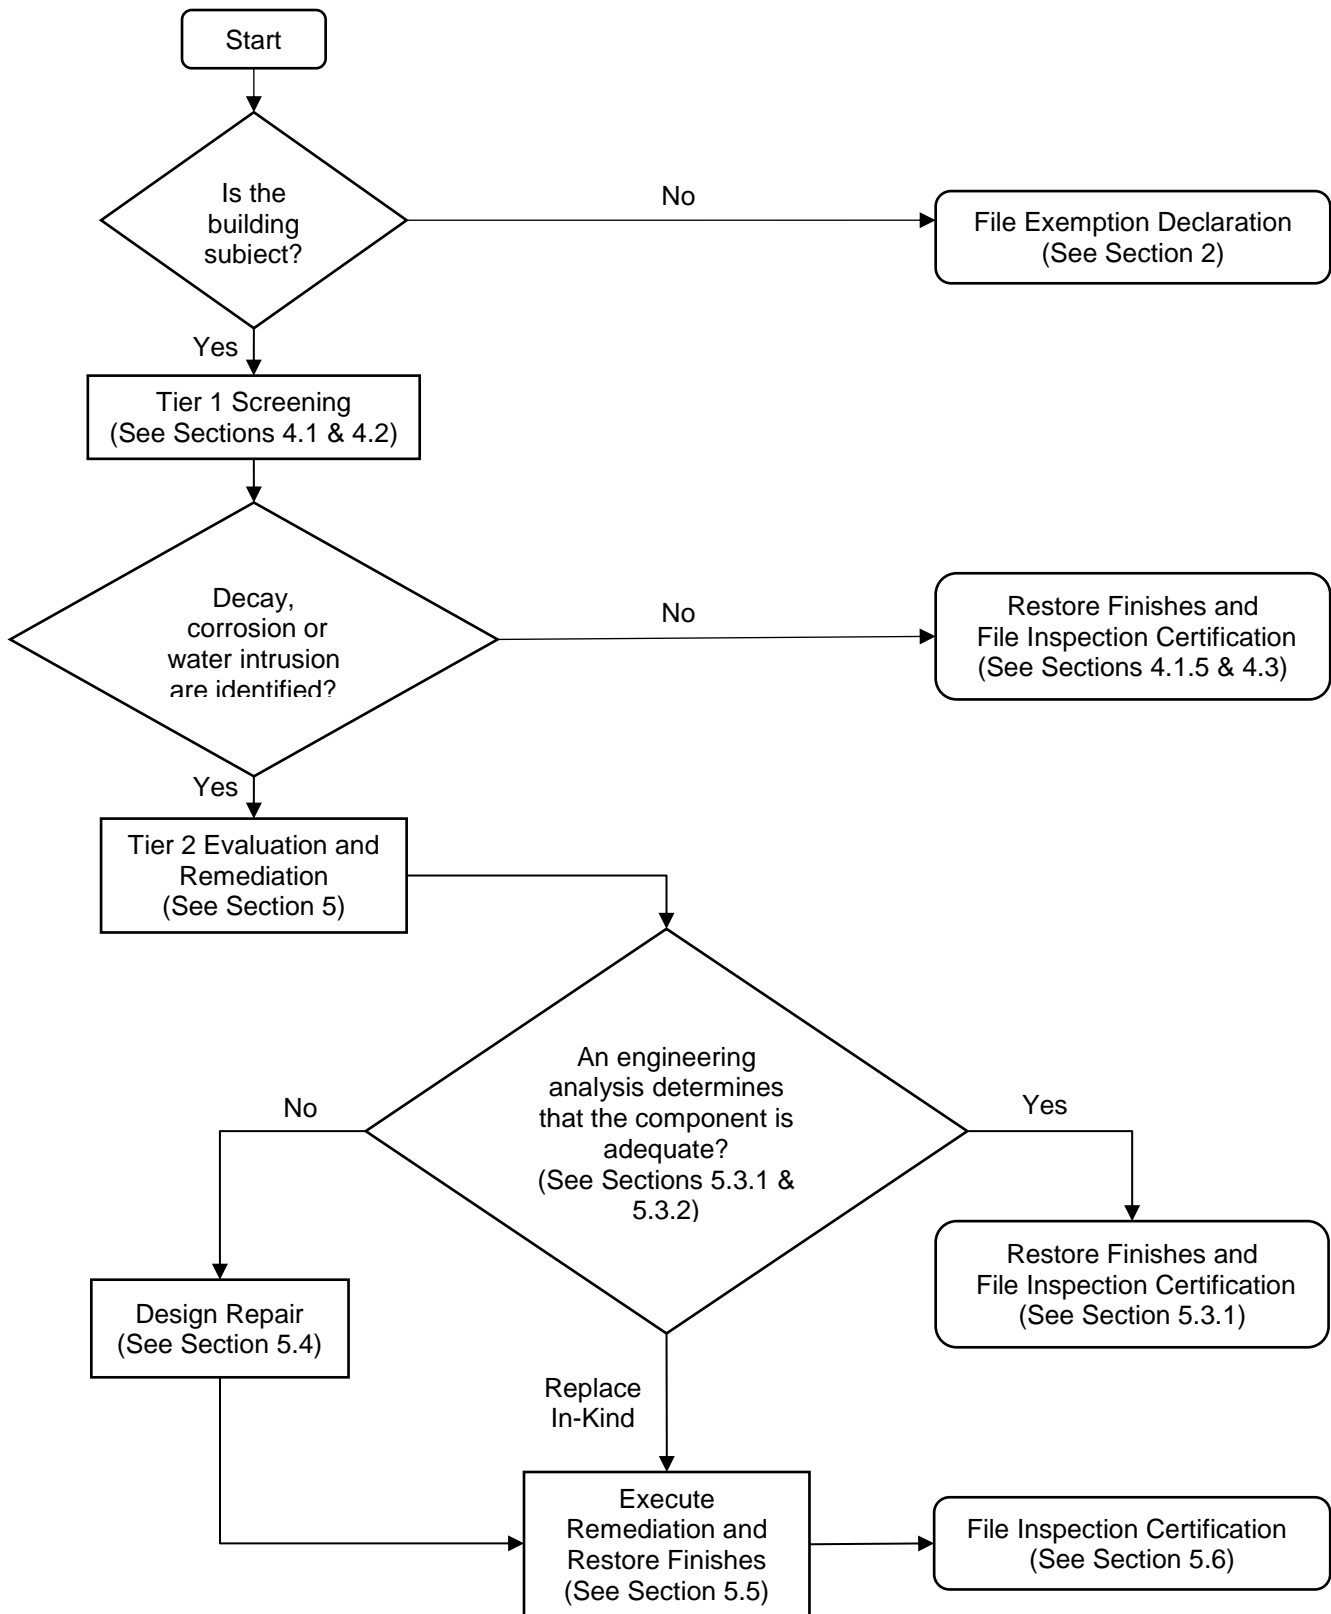 Start
Is the
building
subject?
No
File Exemption Declaration
(See Section 2)
Yes
Tier 1 Screening
(See Sections 4.1 & 4.2)
Decay,
corrosion or
water intrusion
are identified?
No
Restore Finishes and
File Inspection Certification
(See Sections 4.1.5 & 4.3)
Yes
Tier 2 Evaluation and
Remediation
(See Section 5)
An engineering
analysis determines
that the component is
adequate?
(See Sections 5.3.1 &
5.3.2)
No
Yes
Design Repair
(See Section 5.4)
Restore Finishes and
File Inspection Certification
(See Section 5.3.1)
Replace
In-Kind
Execute
Remediation and
Restore Finishes
(See Section 5.5)
File Inspection Certification
(See Section 5.6)